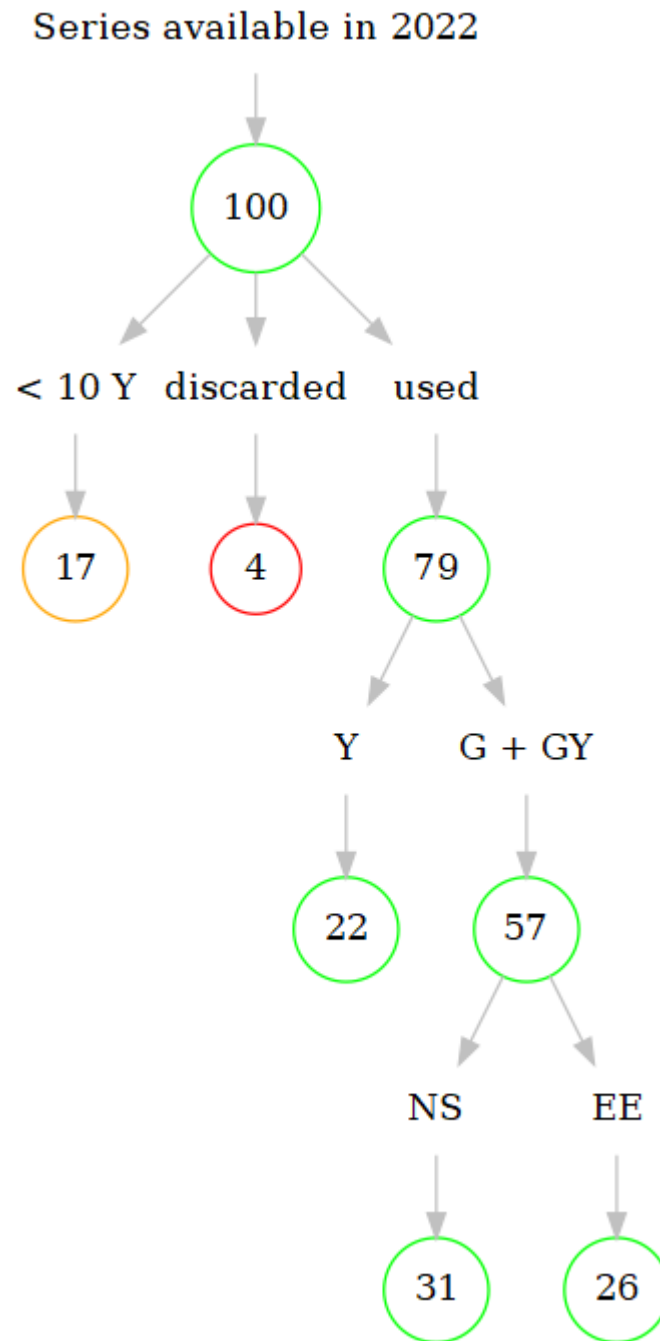 Series available in 2022
100
< 10 Y discarded used
17 4 79
Y G + GY
22 57
NS EE
31 26